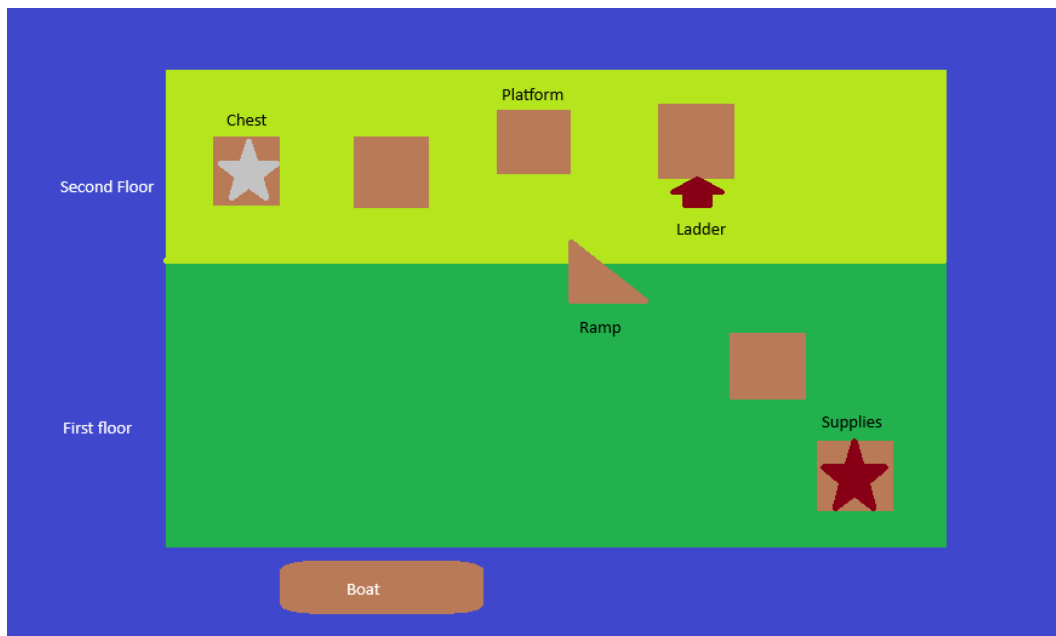 Platform
Chest
Second Floor
Ladder
Ramp
Supplies
First floor
Boat